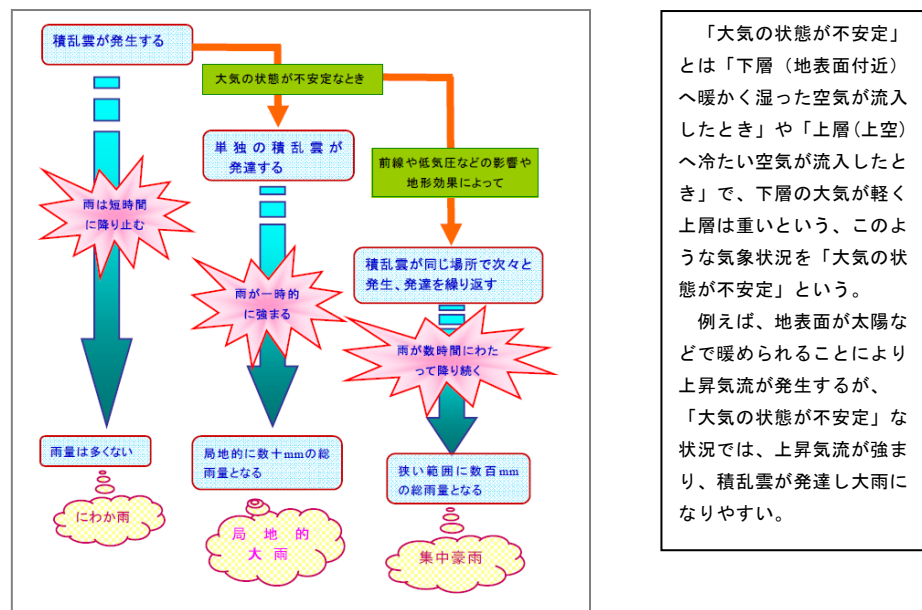 積乱雲が発生する
大気の状態が不安定なとき
単独の積乱雲が
発達する
前線や低気圧などの影響や
地形効果によって
雨は短時間
に降り止む
積乱雲が同じ場所で次々と
発生、発達を繰り返す
雨が一時的
に強まる
雨が数時間にわた
って降り続く
雨量は多くない
局地的に数十mmの総
雨量となる
狭い範囲に数百mm
の総雨量となる
にわか雨
局地的
大雨
集中豪雨
「大気の状態が不安定」
とは「下層（地表面付近）
へ暖かく湿った空気が流入
したとき」や「上層(上空)
へ冷たい空気が流入したと
き」で、下層の大気が軽く
上層は重いという、このよ
うな気象状況を「大気の状
態が不安定」という。
例えば、地表面が太陽な
どで暖められることにより
上昇気流が発生するが、
「大気の状態が不安定」な
状況では、上昇気流が強ま
り、積乱雲が発達し大雨に
なりやすい。